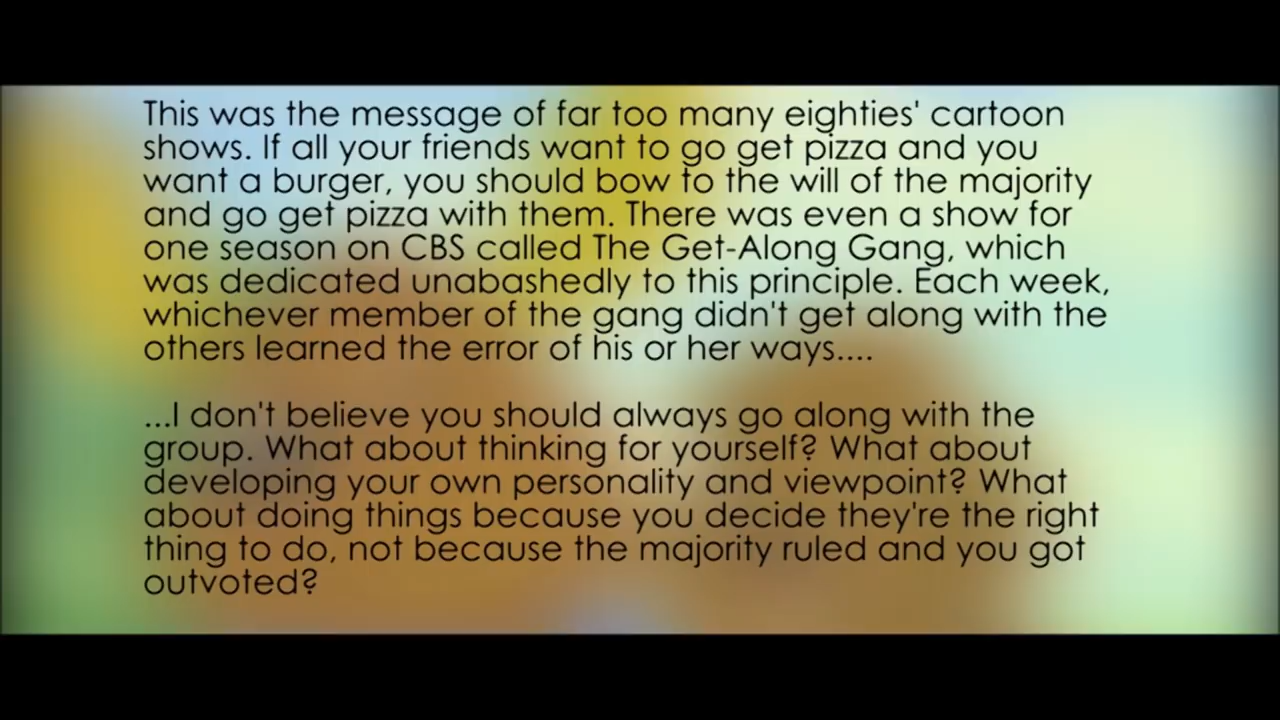 This was the message of far too many eighties' cartoon
shows. If all your friends want to go get pizza and you
want a burger, you should bow to the will of the majority
and go get pizza with them. There was even a show for
one season on CBS called The Get-Along Gang, which
was dedicated unabashedly to this principle. Each week,
whichever member of the gang didn't get along with the
others learned the error of his or her ways....
...I don't believe you should always go along with the
group. What about thinking for yourself? What about
developing your own personality and viewpoint? What
about doing things because you decide they're the right
thing to do, not because the majority ruled and you got
outvoted?